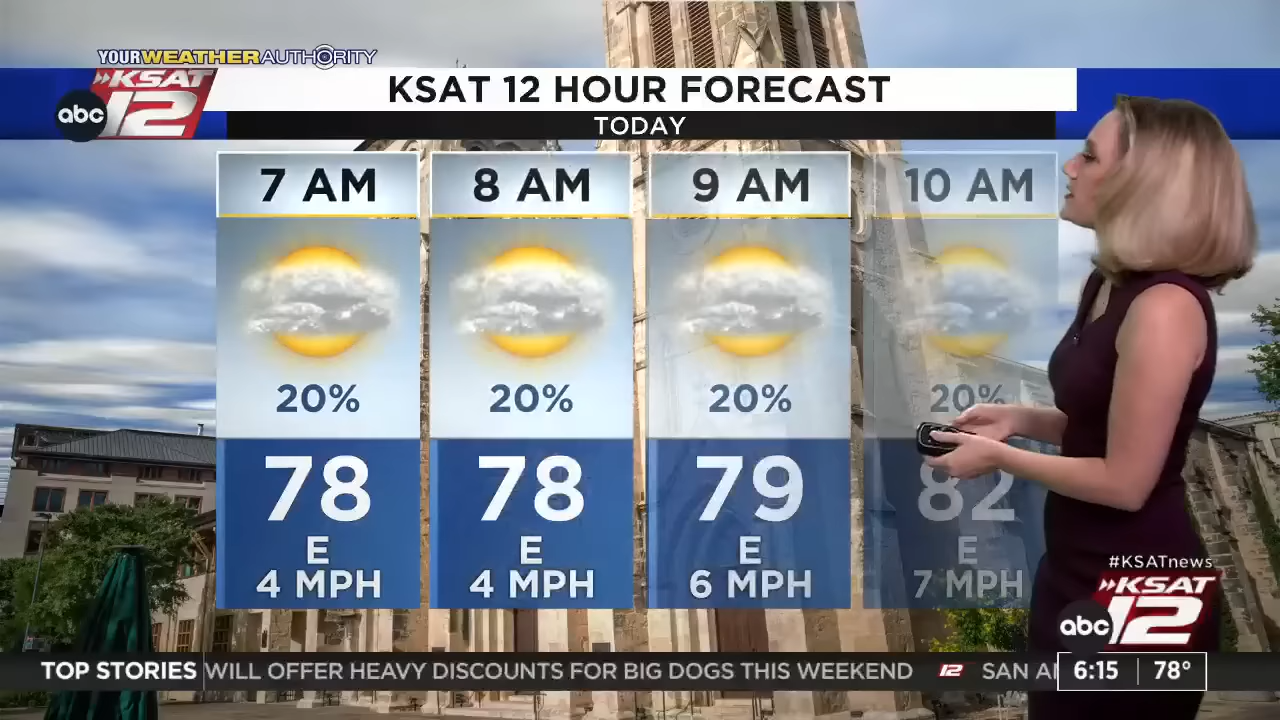 YOUR WEATHER AUTHORITY
KSAT
abc 12
KSAT 12 HOUR FORECAST
TODAY
7 AM
8 AM
9 AM
10 AM
20%
20%
20%
20%
78
78
79
82
E
E
E
E
4 MPH
4 MPH
6 MPH
7 MPH
#KSATnews
KSAT
abc 12
TOP STORIES WILL OFFER HEAVY DISCOUNTS FOR BIG DOGS THIS WEEKEND 12 SAN
6:15 78°